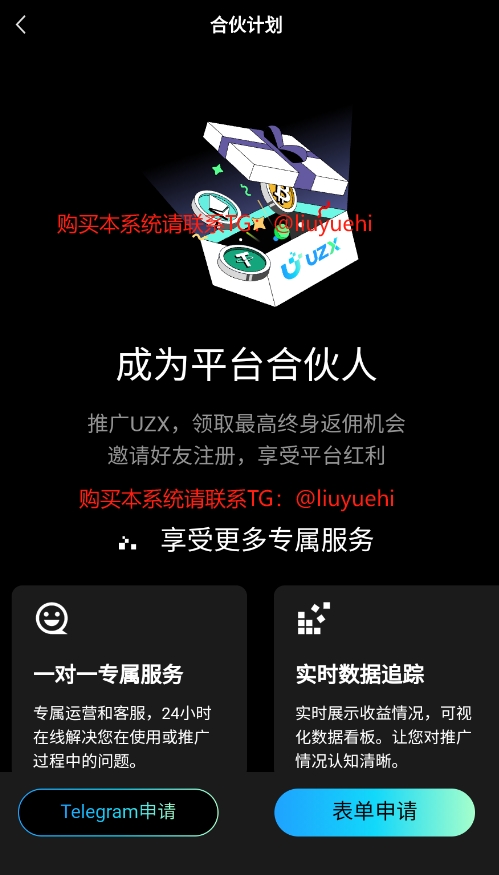 合伙计划
购买本系统请联系TG：@liuyuehi
UZX
成为平台合伙人
推广UZX，领取最高终身返佣机会
邀请好友注册，享受平台红利
购买本系统请联系TG：@liuyuehi
享受更多专属服务
一对一专属服务
专属运营和客服，24小时
在线解决您在使用或推广
过程中的问题。
实时数据追踪
实时展示收益情况，可视
化数据看板。让您对推广
情况认知清晰。
Telegram申请
表单申请